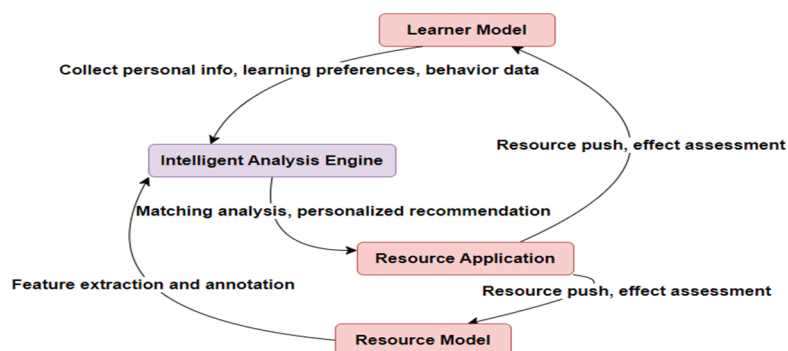 Learner Model
Collect personal info, learning preferences, behavior data
Resource push, effect assessment
Intelligent Analysis Engine
Matching analysis, personalized recommendation
Resource Application
Feature extraction and annotation
Resource push, effect assessment
Resource Model